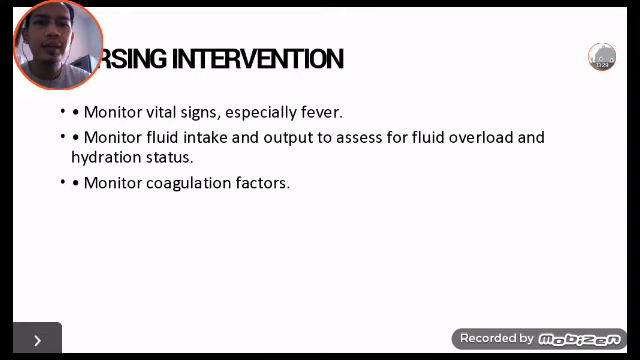 RSING INTERVENTION
• • Monitor vital signs, especially fever.
• • Monitor fluid intake and output to assess for fluid overload and
hydration status.
• • Monitor coagulation factors.
Recorded by mobizen